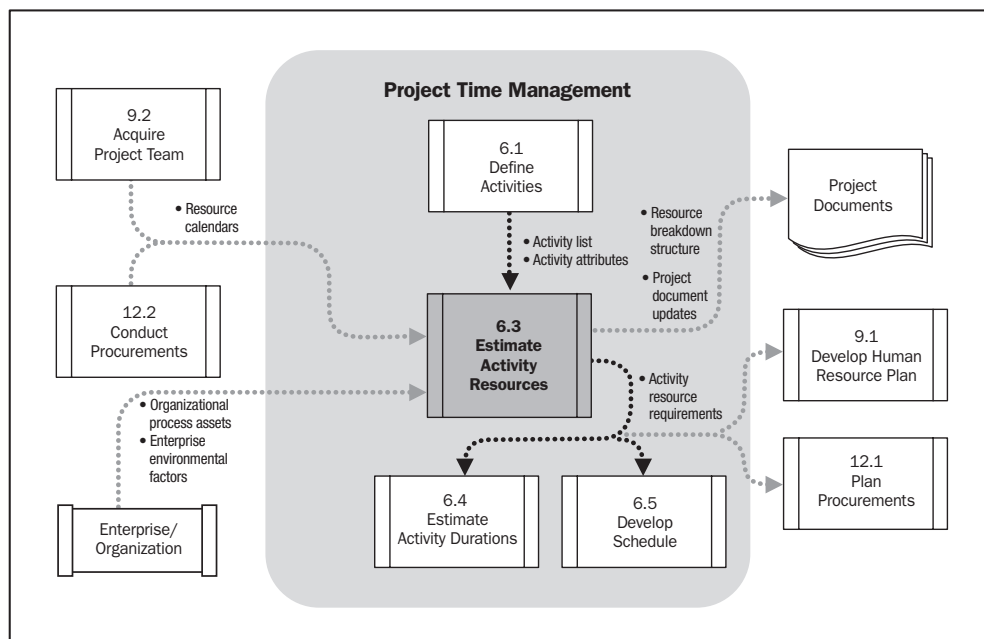 Project Time Management
9.2
Acquire
Project Team
6.1
Define
Activities
Project
Documents
• Resource
calendars
• Resource
breakdown
structure
• Activity list
• Activity attributes
• Project
document
updates
12.2
Conduct
Procurements
6.3
Estimate
Activity
Resources
9.1
Develop Human
Resource Plan
• Activity
resource
requirements
• Organizational
process assets
• Enterprise
environmental
factors
12.1
Plan
Procurements
6.4
Estimate
Activity Durations
6.5
Develop
Schedule
Enterprise/
Organization